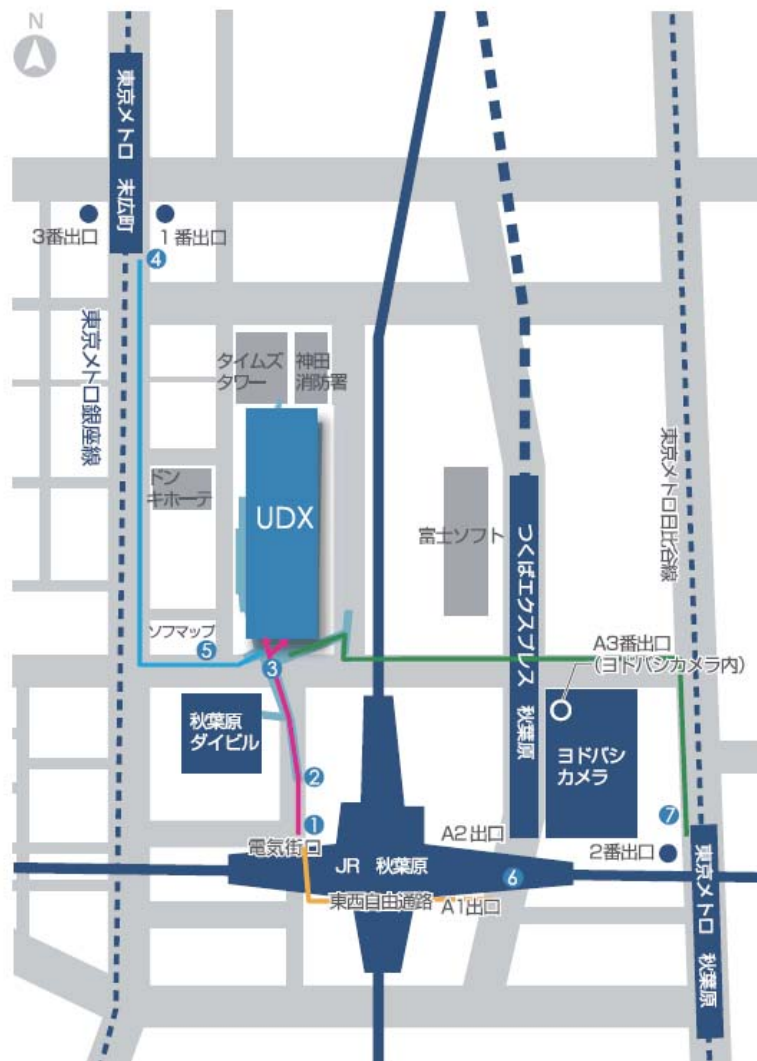 N
東京メトロ 末広町
3番出口
1番出口
4
東京メトロ銀座線
タイムズ
タワー
神田
消防署
ドン
キホーテ
UDX
富士ソフト
つくばエクスプレス 秋葉原
東京メトロ日比谷線
ソフマップ
5
3
A3番出口
(ヨドバシカメラ内)
秋葉原
ダイビル
ヨドバシ
カメラ
2
1
7
電気街口
A2出口
2番出口
JR 秋葉原
6
東西自由通路
A1出口
東京メトロ 秋葉原